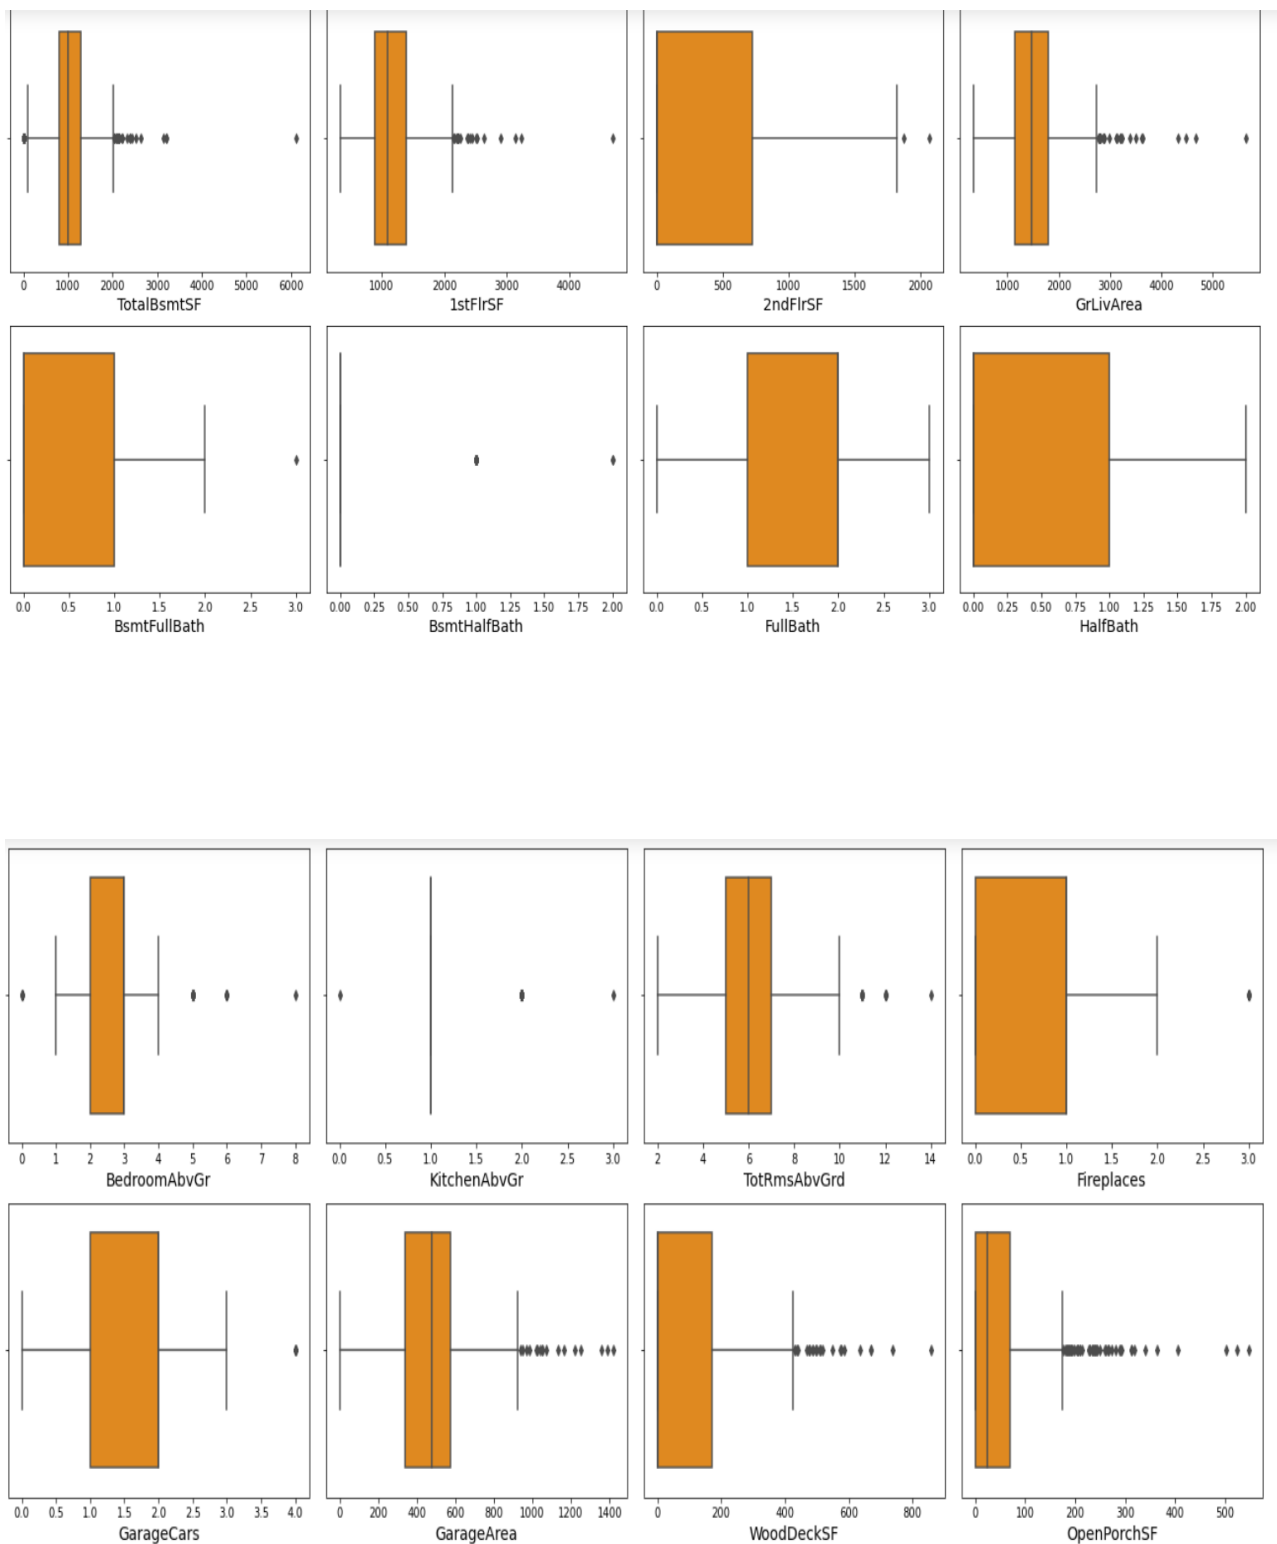 0 1000 2000 3000 4000 5000 6000
TotalBsmtSF
1000 2000 3000 4000
1stFlrSF
0 500 1000 1500 2000
2ndFlrSF
1000 2000 3000 4000 5000
GrLivArea
0.0 0.5 1.0 1.5 2.0 2.5 3.0
BsmtFullBath
0.00 0.25 0.50 0.75 1.00 1.25 1.50 1.75 2.00
BsmtHalfBath
0.0 0.5 1.0 1.5 2.0 2.5 3.0
FullBath
0.00 0.25 0.50 0.75 1.00 1.25 1.50 1.75 2.00
HalfBath
0 1 2 3 4 5 6 7 8
BedroomAbvGr
0.0 0.5 1.0 1.5 2.0 2.5 3.0
KitchenAbvGr
2 4 6 8 10 12 14
TotRmsAbvGrd
0.0 0.5 1.0 1.5 2.0 2.5 3.0
Fireplaces
0.0 0.5 1.0 1.5 2.0 2.5 3.0 3.5 4.0
GarageCars
0 200 400 600 800 1000 1200 1400
GarageArea
0 200 400 600 800
WoodDeckSF
0 100 200 300 400 500
OpenPorchSF